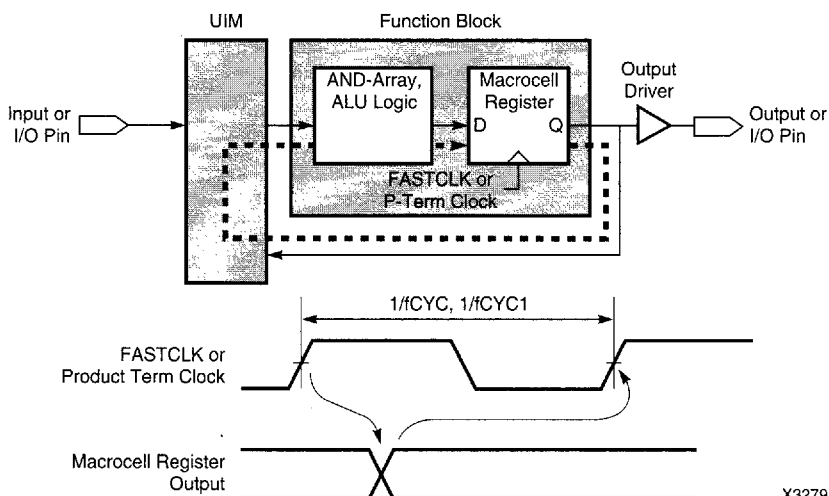 UIM
Function Block
AND-Array,
ALU Logic
Macrocell
Register
Output
Driver
Input or
I/O Pin
D
Q
Output or
I/O Pin
FASTCLK or
P-Term Clock
1/fCYC, 1/fCYC1
FASTCLK or
Product Term Clock
Macrocell Register
Output
X3279